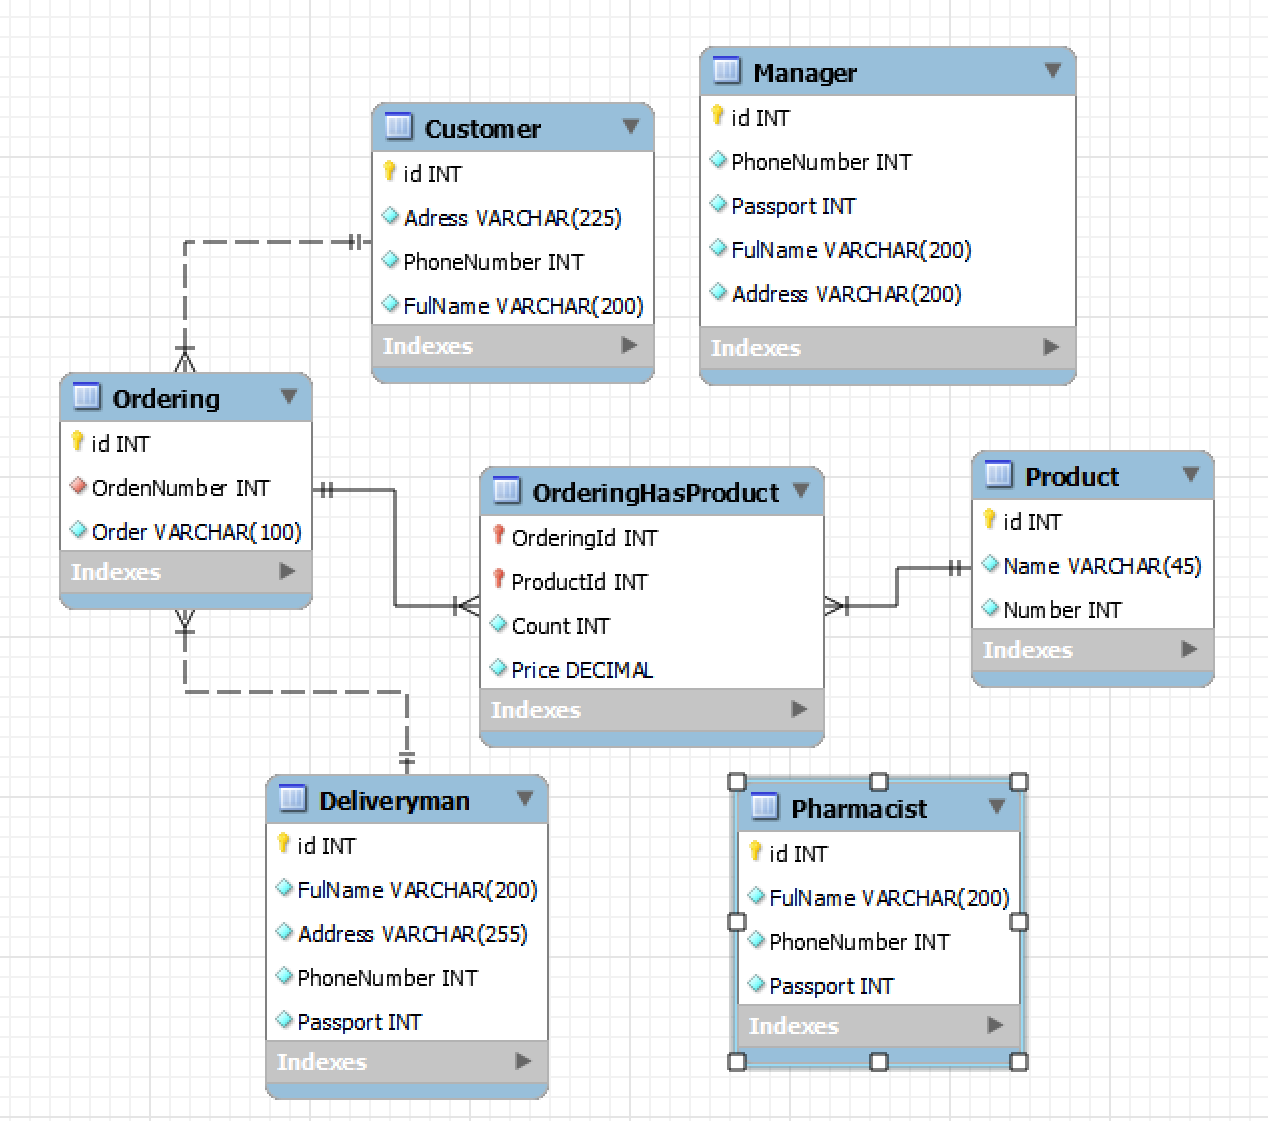 Manager
id INT
PhoneNumber INT
Passport INT
FulName VARCHAR(200)
Address VARCHAR(200)
Indexes
Customer
id INT
Adress VARCHAR(225)
PhoneNumber INT
FulName VARCHAR(200)
Indexes
Ordering
id INT
OrdenNumber INT
Order VARCHAR(100)
Indexes
OrderingHasProduct
OrderingId INT
ProductId INT
Count INT
Price DECIMAL
Indexes
Product
id INT
Name VARCHAR(45)
Number INT
Indexes
Deliveryman
id INT
FulName VARCHAR(200)
Address VARCHAR(255)
PhoneNumber INT
Passport INT
Indexes
Pharmacist
id INT
FulName VARCHAR(200)
PhoneNumber INT
Passport INT
Indexes